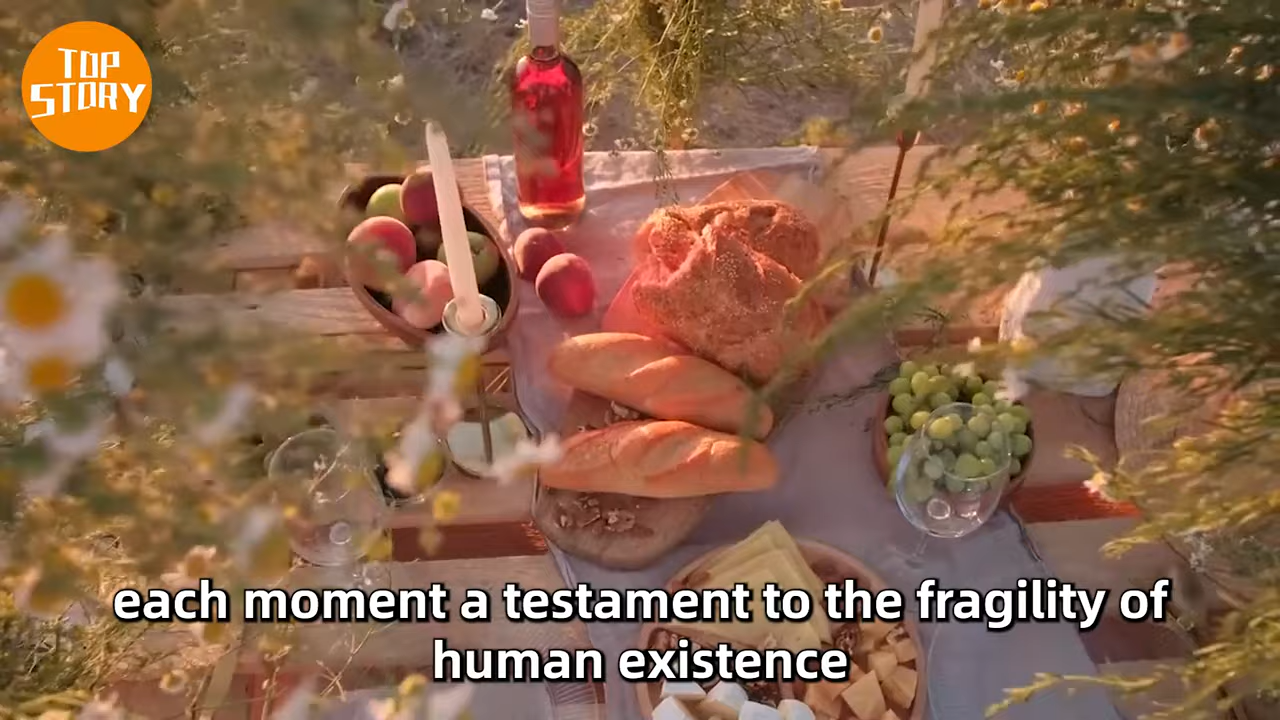 TOP
STORY
each moment a testament to the fragility of
human existence